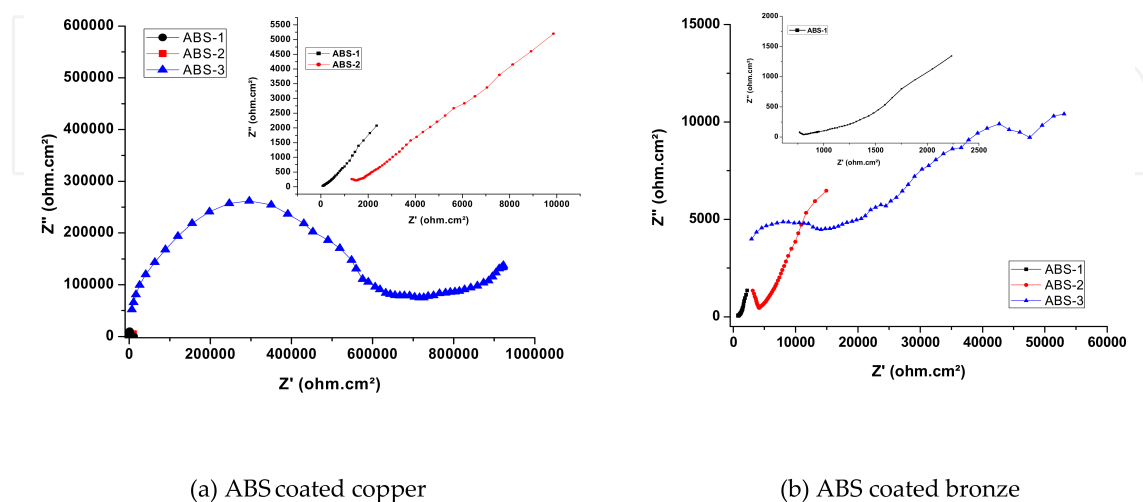 600000
500000
400000
300000
200000
100000
0
0
200000
400000
600000
800000
1000000
Z'' (ohm.cm²)
Z' (ohm.cm²)
ABS-1
ABS-2
ABS-3
5500
5000
4500
4000
3500
3000
2500
2000
1500
1000
500
0
0
2000
4000
6000
8000
10000
Z'' (ohm.cm²)
Z' (ohm.cm²)
ABS-1
ABS-2
15000
10000
5000
0
0
10000
20000
30000
40000
50000
60000
Z'' (ohm.cm²)
Z' (ohm.cm²)
ABS-1
ABS-2
ABS-3
2000
1500
1000
500
0
1000
1500
2000
2500
Z'' (ohm.cm²)
Z' (ohm.cm²)
ABS-1
(a) ABS coated copper
(b) ABS coated bronze